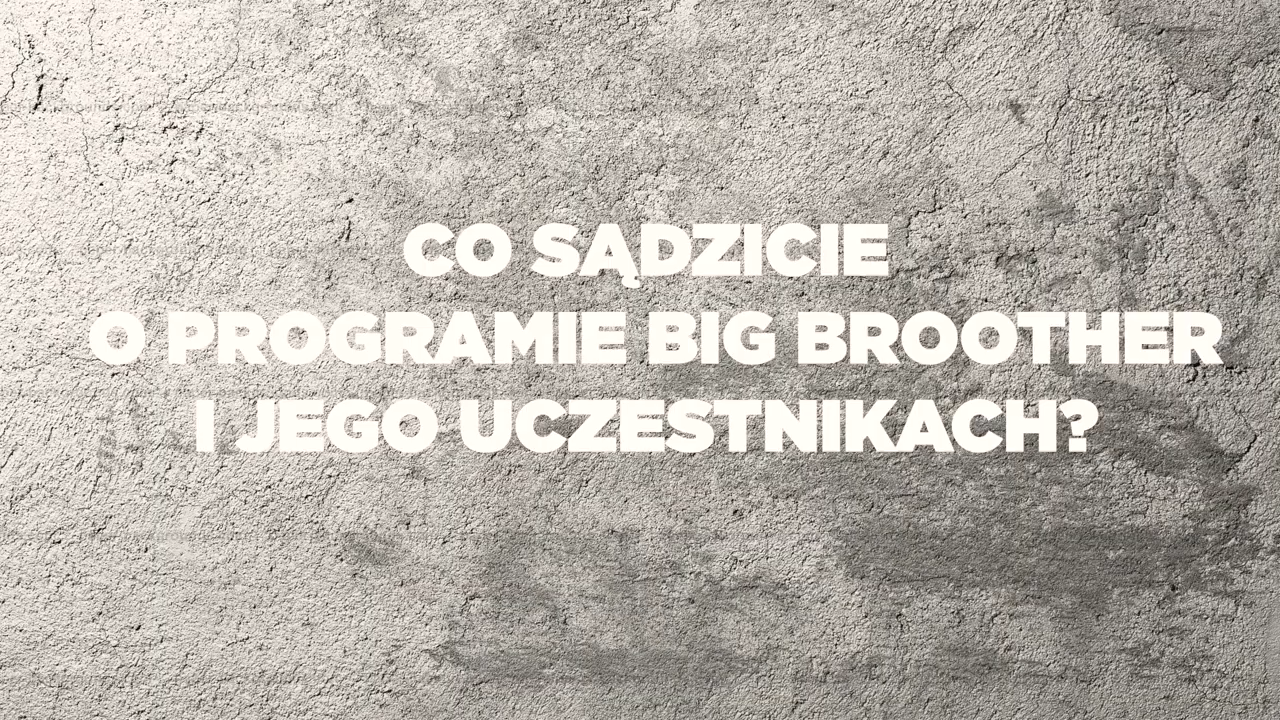 CO SĄDZICIE
O PROGRAMIE BIG BROOTHER
I JEGO UCZESTNIKACH?